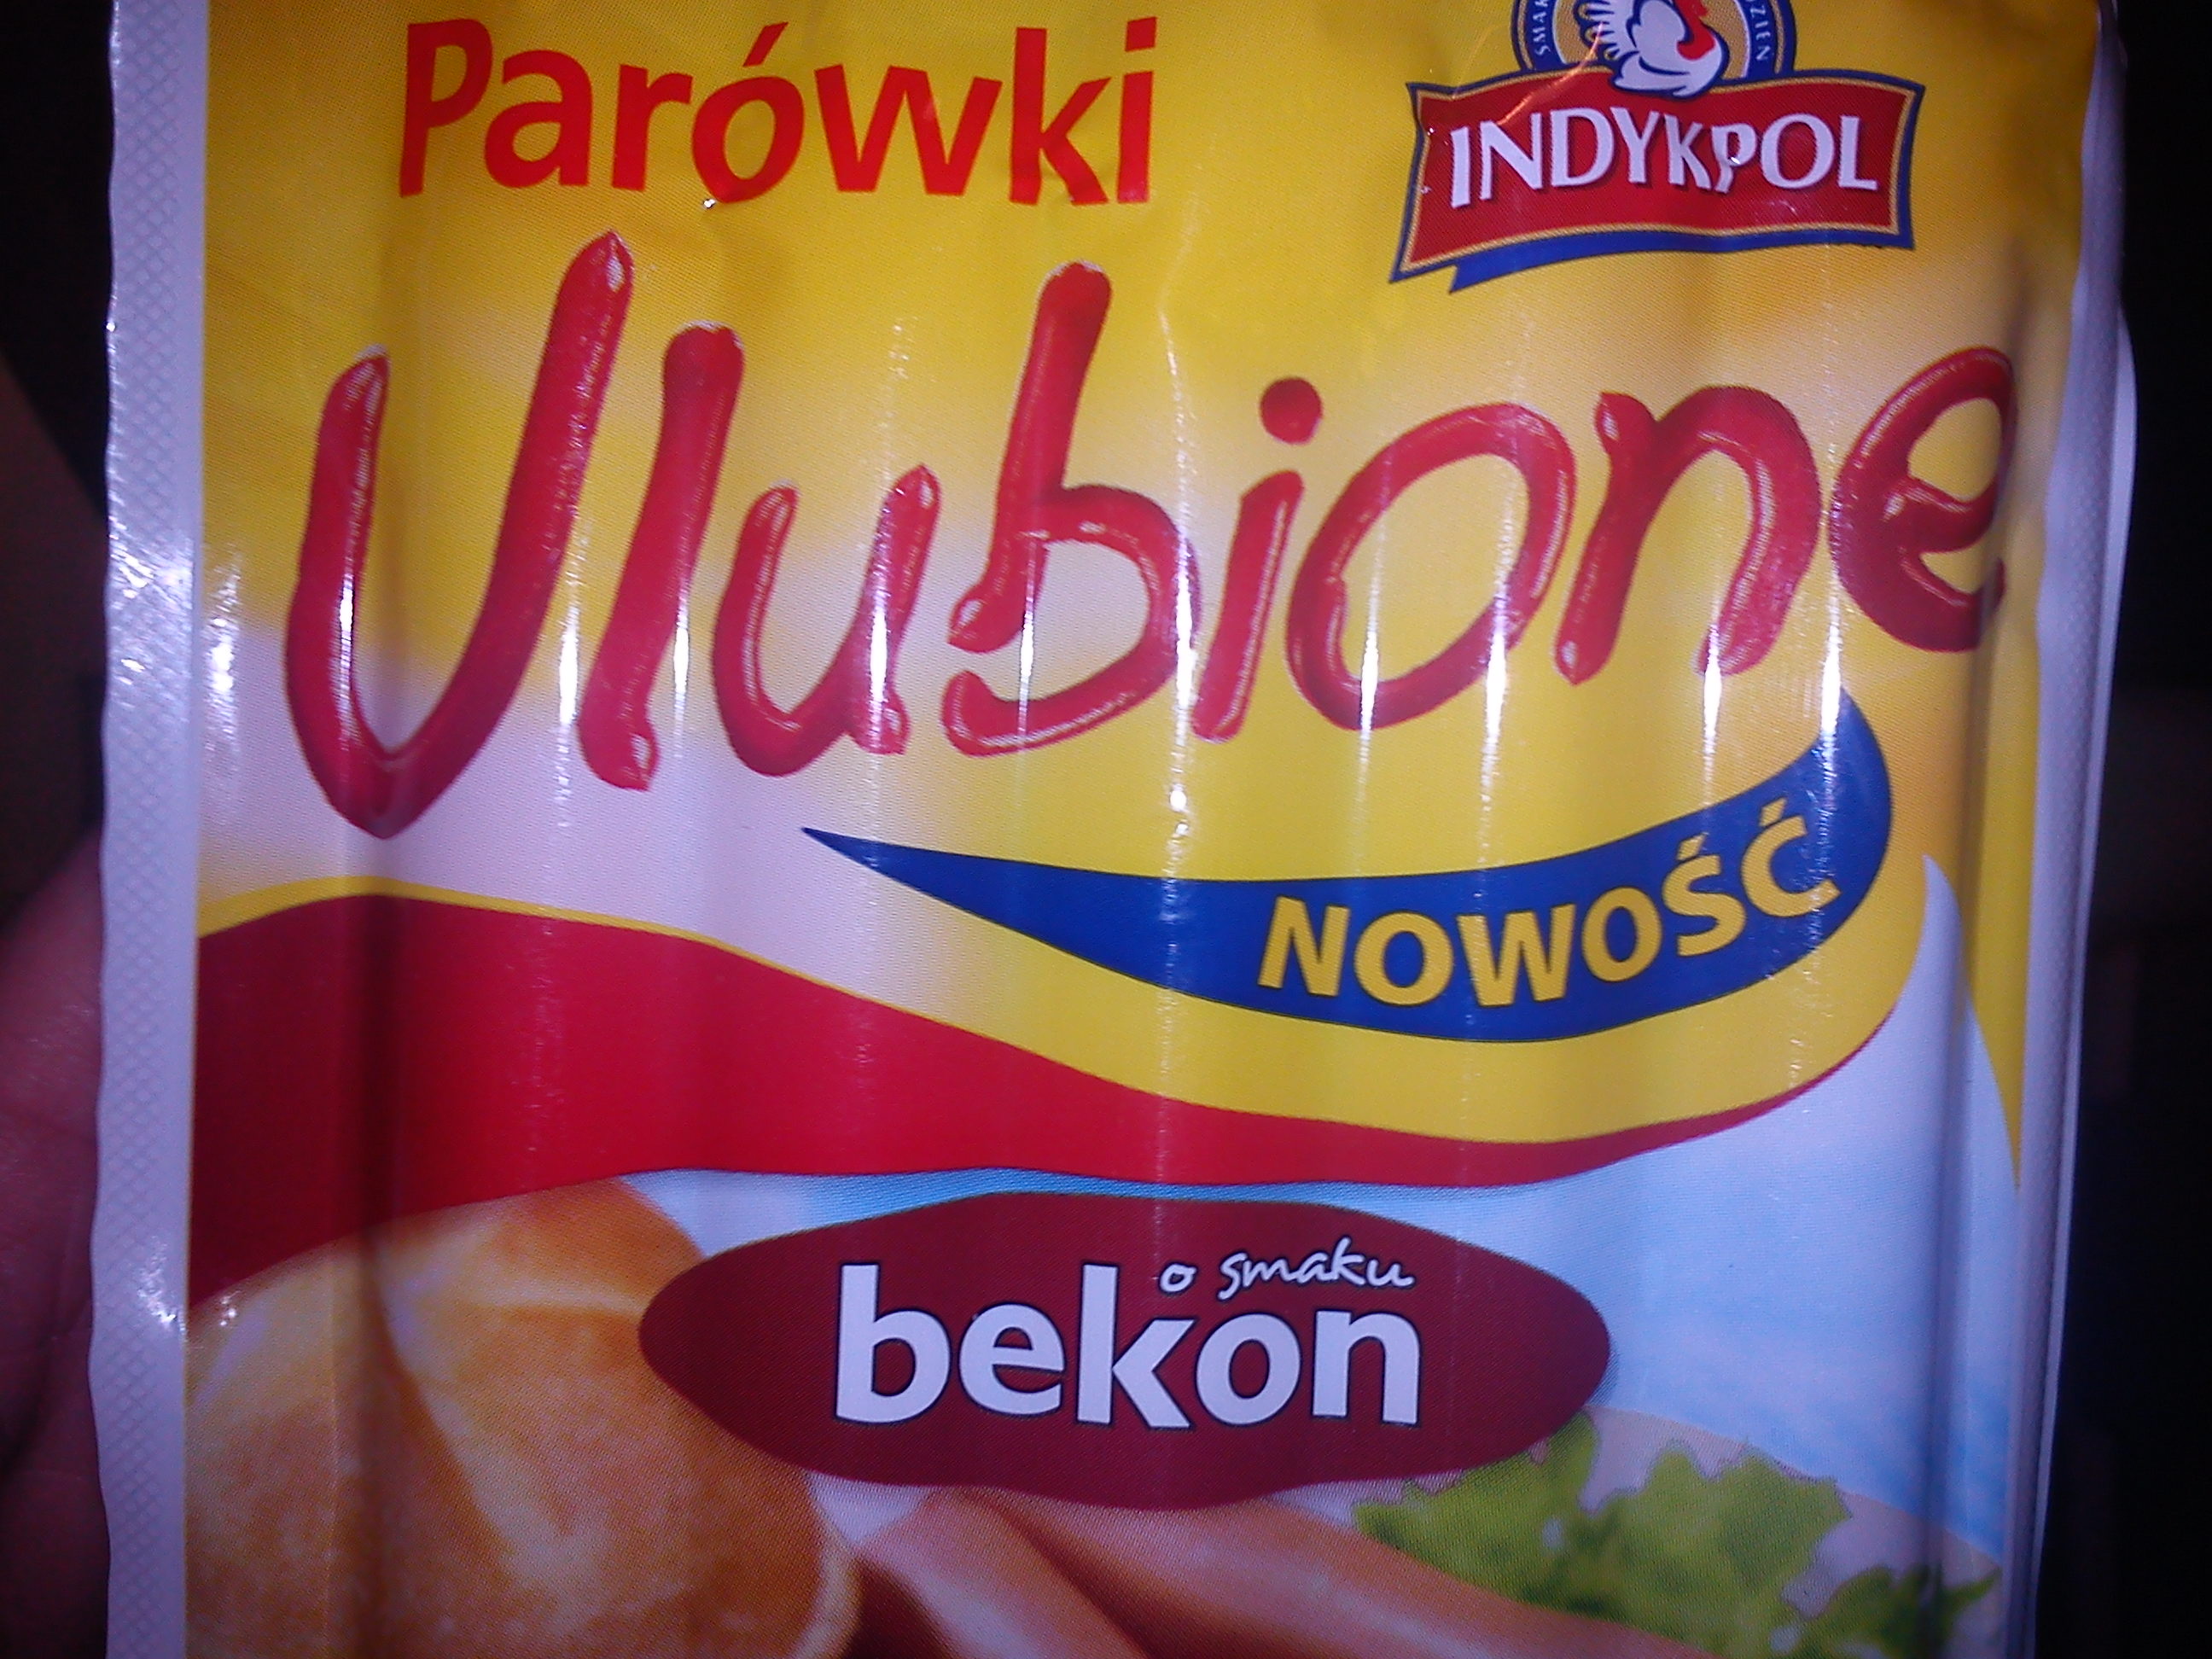 Parówki
INDYKPOL
Ulubione
NOWOŚĆ
o smaku
bekon